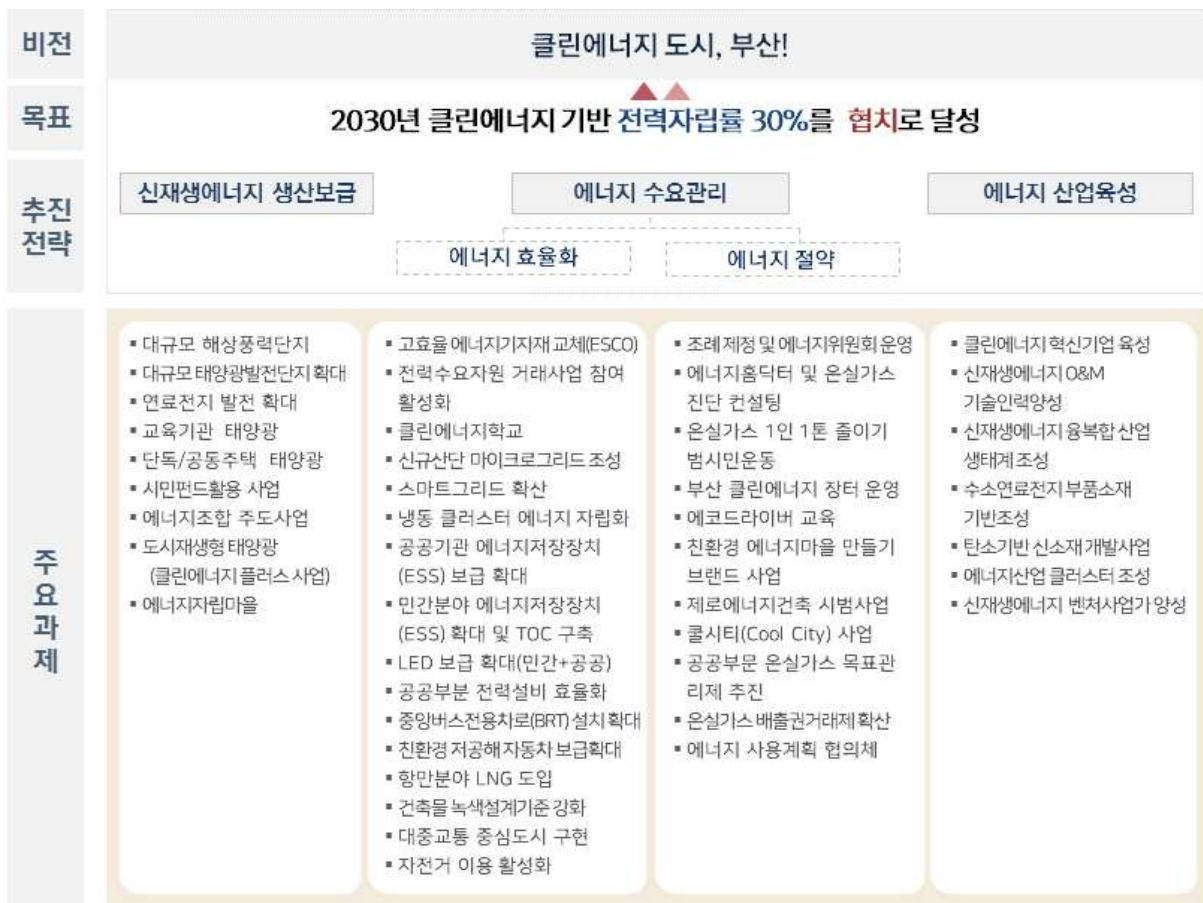 비전
클린에너지 도시, 부산!
목표
2030년 클린에너지 기반 전력자립률 30%를 협치로 달성
추진
전략
신재생에너지 생산보급
에너지 수요관리
에너지 산업육성
에너지 효율화
에너지 절약
주
요
과
제
▪ 대규모 해상풍력단지
▪ 대규모 태양광발전단지 확대
▪ 연료전지 발전 확대
▪ 교육기관 태양광
▪ 단독/공동주택 태양광
▪ 시민펀드활용 사업
▪ 에너지조합 주도사업
▪ 도시재생형 태양광
(클린에너지 플러스 사업)
▪ 에너지자립마을
▪ 고효율 에너지기자재 교체(ESCO)
▪ 전력수요자원 거래사업 참여
활성화
▪ 클린에너지학교
▪ 신규산단 마이크로그리드 조성
▪ 스마트그리드 확산
▪ 냉동 클러스터 에너지 자립화
▪ 공공기관 에너지저장장치
(ESS) 보급 확대
▪ 민간분야 에너지저장장치
(ESS) 확대 및 TOC 구축
▪ LED 보급 확대(민간+공공)
▪ 공공부분 전력설비 효율화
▪ 중앙버스전용차로(BRT) 설치 확대
▪ 친환경 저공해 자동차 보급확대
▪ 항만분야 LNG 도입
▪ 건축물 녹색설계기준 강화
▪ 대중교통 중심도시 구현
▪ 자전거 이용 활성화
▪ 조례 제정 및 에너지위원회 운영
▪ 에너지홈닥터 및 온실가스
진단 컨설팅
▪ 온실가스 1인 1톤 줄이기
범시민운동
▪ 부산 클린에너지 장터 운영
▪ 에코드라이버 교육
▪ 친환경 에너지마을 만들기
브랜드 사업
▪ 제로에너지건축 시범사업
▪ 쿨시티(Cool City) 사업
▪ 공공부문 온실가스 목표관
리제 추진
▪ 온실가스 배출권거래제 확산
▪ 에너지 사용계획 협의체
▪ 클린에너지 혁신기업 육성
▪ 신재생에너지 O&M
기술인력양성
▪ 신재생에너지 융복합 산업
생태계 조성
▪ 수소연료전지 부품소재
기반조성
▪ 탄소기반 신소재 개발사업
▪ 에너지산업 클러스터 조성
▪ 신재생에너지 벤처사업가 양성